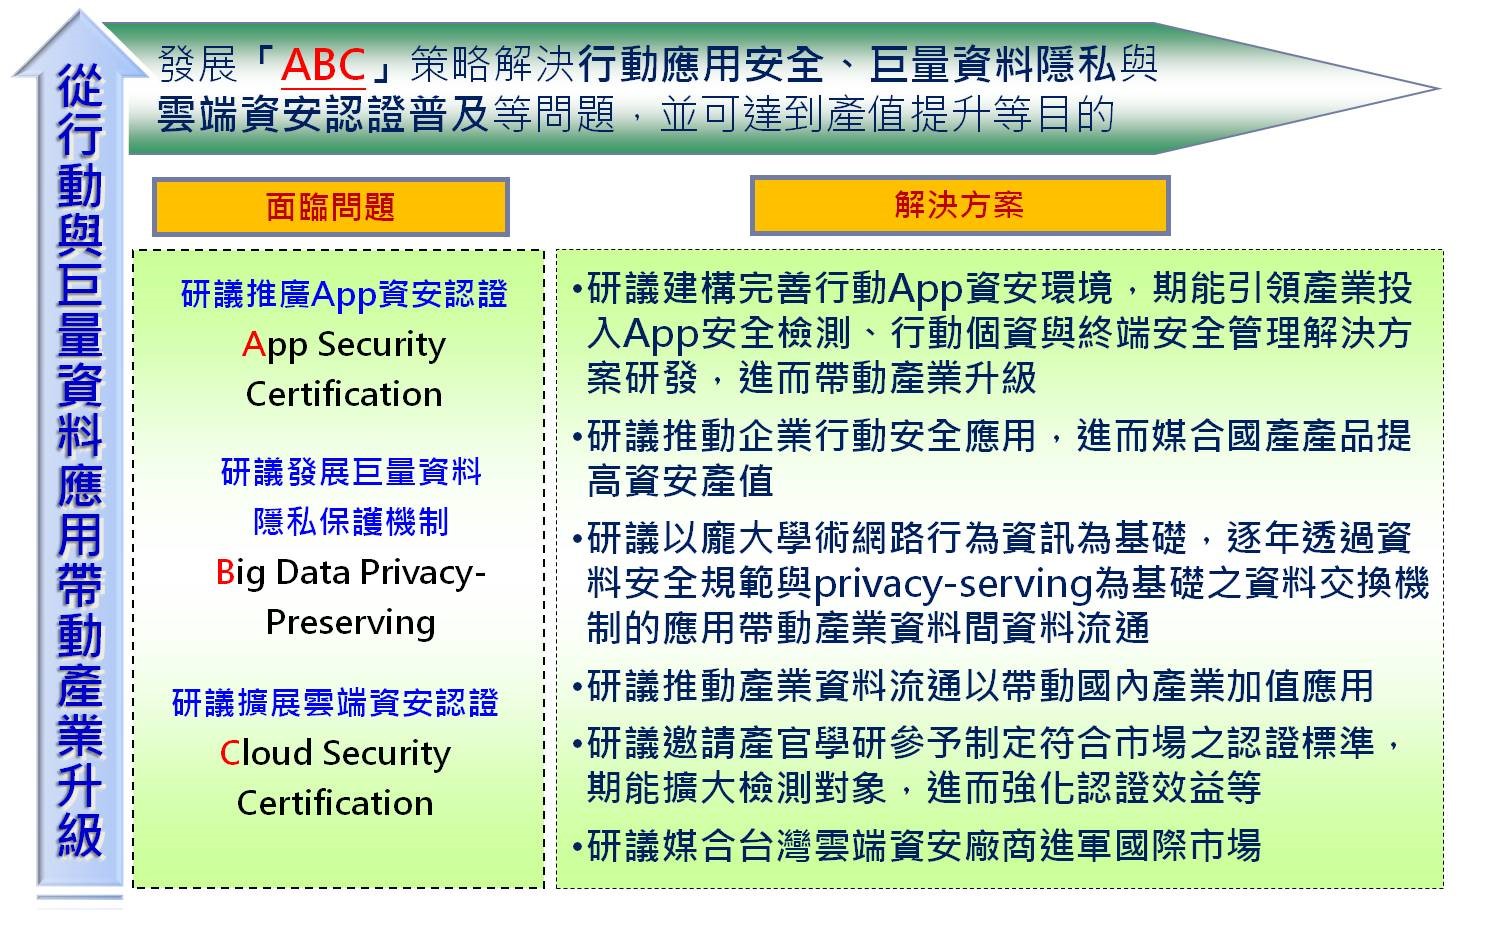 從行動與巨量資料應用帶動產業升級
發展「ABC」策略解決行動應用安全、巨量資料隱私與
雲端資安認證普及等問題，並可達到產值提升等目的
面臨問題
研議推廣App資安認證
App Security
Certification
研議發展巨量資料
隱私保護機制
Big Data Privacy-
Preserving
研議擴展雲端資安認證
Cloud Security
Certification
解決方案
•研議建構完善行動App資安環境，期能引領產業投
入App安全檢測、行動個資與終端安全管理解決方
案研發，進而帶動產業升級
•研議推動企業行動安全應用，進而媒合國產產品提
高資安產值
•研議以龐大學術網路行為資訊為基礎，逐年透過資
料安全規範與privacy-serving為基礎之資料交換機
制的應用帶動產業資料間資料流通
•研議推動產業資料流通以帶動國內產業加值應用
•研議邀請產官學研參予制定符合市場之認證標準，
期能擴大檢測對象，進而強化認證效益等
•研議媒合台灣雲端資安廠商進軍國際市場